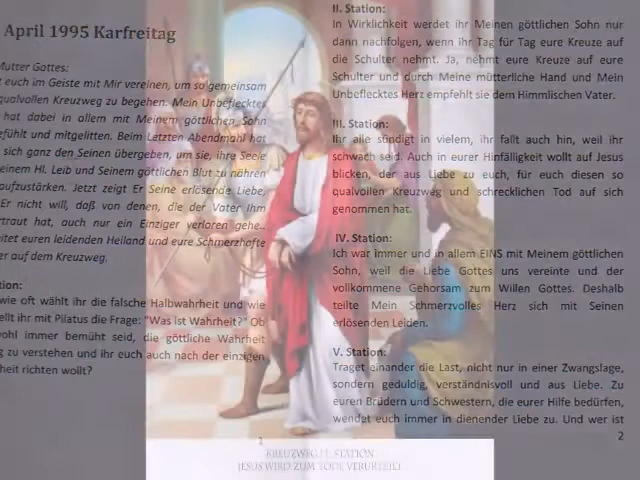 April 1995 Karfreitag
Mutter Gottes:
euch im Geiste mit Mir vereinen, um so gemeinsam
qualvollen Kreuzweg zu begehen. Mein Unbeflecktes
hat dabei in allem mit Meinem göttlichen Sohn
efühlt und mitgelitten. Beim Letzten Abendmahl hat
sich ganz den Seinen übergeben, um sie, ihre Seele
einem Hl. Leib und Seinem göttlichen Blut zu nähren
aufzustärken. Jetzt zeigt Er Seine erlösende Liebe,
Er nicht will, daß von denen, die der Vater Ihm
traut hat, auch nur ein Einziger verloren gehe..
itet euren leidenden Heiland und eure Schmerzhafte
er auf dem Kreuzweg.
tion:
wie oft wählt ihr die falsche Halbwahrheit und wie
ellt ihr mit Pilatus die Frage: "Was ist Wahrheit?" Ob
ohl immer bemüht seid, die göttliche Wahrheit
g zu verstehen und ihr euch auch nach der einzigen
heit richten wollt?
1
II. Station:
In Wirklichkeit werdet ihr Meinen göttlichen Sohn nur
dann nachfolgen, wenn ihr Tag für Tag eure Kreuze auf
die Schulter nehmt. Ja, nehmt eure Kreuze auf eure
Schulter und durch Meine mütterliche Hand und Mein
Unbeflecktes Herz empfehlt sie dem Himmlischen Vater.
III. Station:
Ihr alle sündigt in vielem, ihr fallt auch hin, weil ihr
schwach seid. Auch in eurer Hinfälligkeit wollt auf Jesus
blicken, der aus Liebe zu euch, für euch diesen so
qualvollen Kreuzweg und schrecklichen Tod auf sich
genommen hat.
IV. Station:
Ich war immer und in allem EINS mit Meinem göttlichen
Sohn, weil die Liebe Gottes uns vereinte und der
vollkommene Gehorsam zum Willen Gottes. Deshalb
teilte Mein Schmerzvolles Herz sich mit Seinen
erlösenden Leiden.
V. Station:
Traget einander die Last, nicht nur in einer Zwangslage,
sondern geduldig, verständnisvoll und aus Liebe. Zu
euren Brüdern und Schwestern, die eurer Hilfe bedürfen,
wendet euch immer in dienender Liebe zu. Und wer ist
2
KREUZWEG I. STATION
JESUS WIRD ZUM TODE VERURTEILT